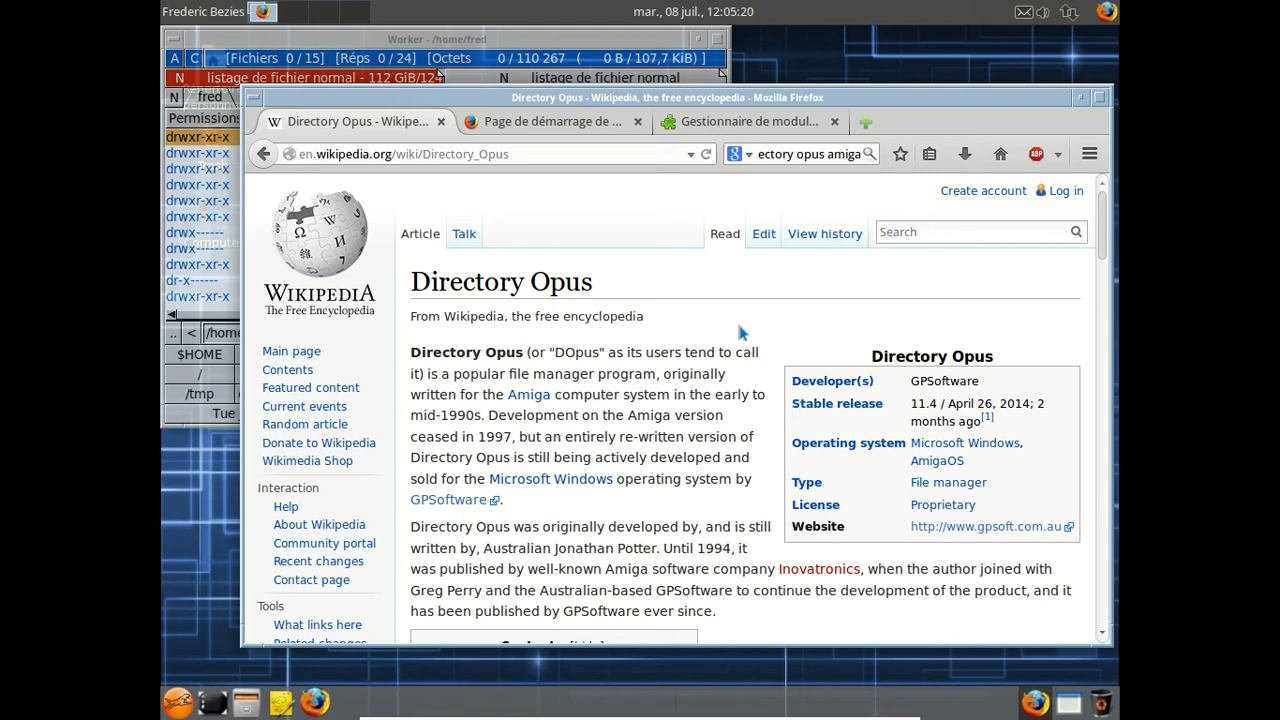 Frederic Bezies
mar., 08 juil., 12:05:20
Worker - /home/fred
A C [Fichiers 0 / 15] [Réps 0 / 24] [Octets 0 / 110 267 ( 0 B / 107,7 KiB) ]
N listage de fichier normal - 112 GiB/124 N listage de fichier normal
N fred
Permissions
drwxr-xr-x
drwxr-xr-x
drwxr-xr-x
drwxr-xr-x
drwxr-xr-x
drwxr-xr-x
drwx------
drwx------
drwxr-xr-x
dr-x------
drwxr-xr-x
.. < /home
$HOME
/
/tmp
Tue
Directory Opus - Wikipedia, the free encyclopedia - Mozilla Firefox
Directory Opus - Wikipe... Page de démarrage de ... Gestionnaire de modul...
en.wikipedia.org/wiki/Directory_Opus
ectory opus amiga
ABP
Create account Log in
Article Talk Read Edit View history Search
WIKIPEDIA
The Free Encyclopedia
Main page
Contents
Featured content
Current events
Random article
Donate to Wikipedia
Wikimedia Shop
Interaction
Help
About Wikipedia
Community portal
Recent changes
Contact page
Tools
What links here
Related changes
Directory Opus
From Wikipedia, the free encyclopedia
Directory Opus (or "DOpus" as its users tend to call
it) is a popular file manager program, originally
written for the Amiga computer system in the early to
mid-1990s. Development on the Amiga version
ceased in 1997, but an entirely re-written version of
Directory Opus is still being actively developed and
sold for the Microsoft Windows operating system by
GPSoftware.
Directory Opus was originally developed by, and is still
written by, Australian Jonathan Potter. Until 1994, it
was published by well-known Amiga software company Inovatronics, when the author joined with
Greg Perry and the Australian-based GPSoftware to continue the development of the product, and it
has been published by GPSoftware ever since.
Directory Opus
Developer(s) GPSoftware
Stable release 11.4 / April 26, 2014; 2
months ago[1]
Operating system Microsoft Windows,
AmigaOS
Type File manager
License Proprietary
Website http://www.gpsoft.com.au